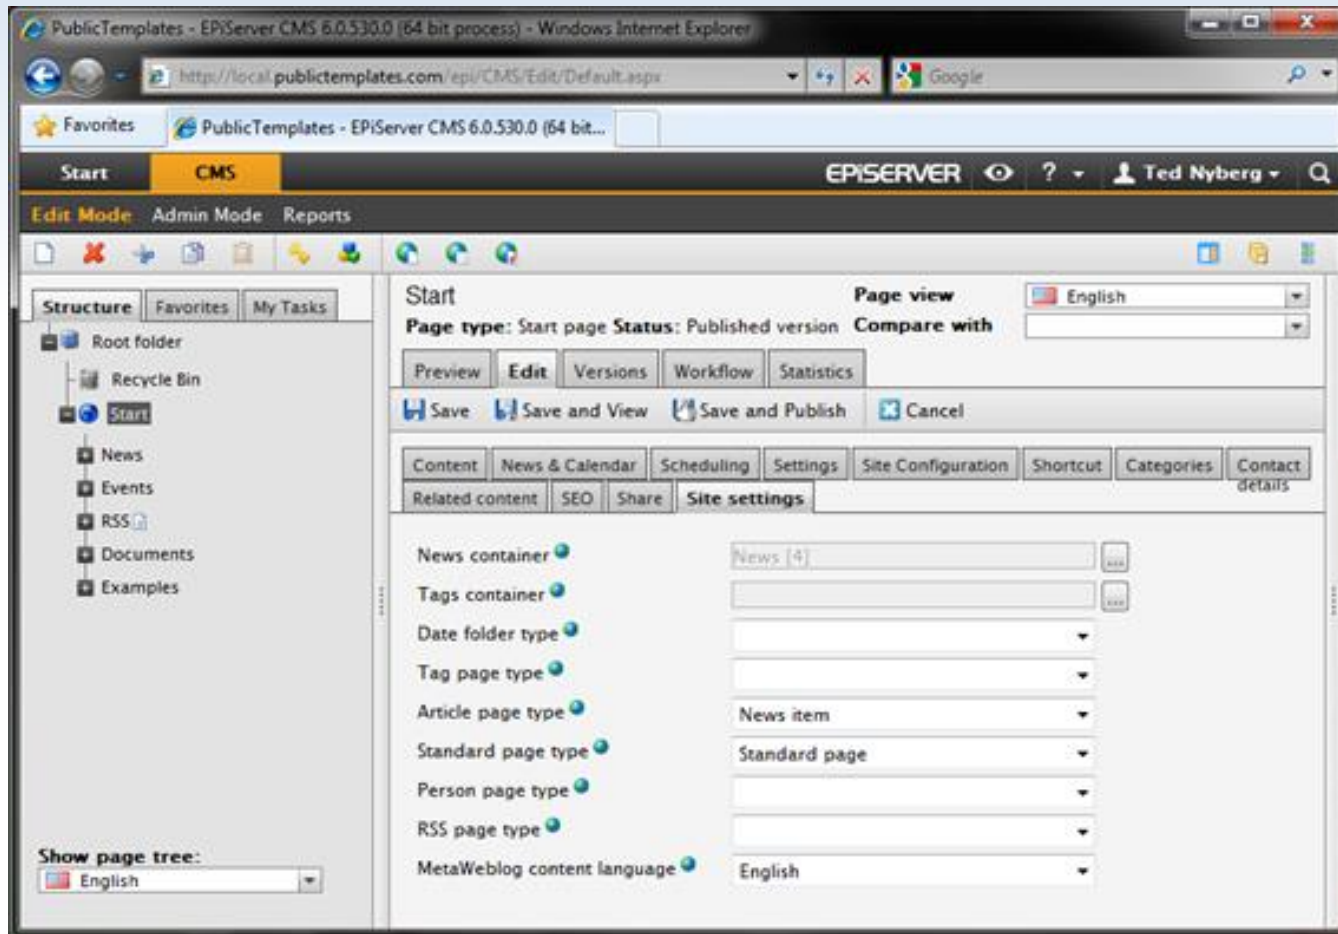 PublicTemplates - EPiServer CMS 6.0.530.0 (64 bit process) - Windows Internet Explorer
http://local.publictemplates.com/epi/CMS/Edit/Default.aspx
Google
Favorites
PublicTemplates - EPiServer CMS 6.0.530.0 (64 bit...
Start CMS
EPiSERVER ? Ted Nyberg
Edit Mode Admin Mode Reports
Structure Favorites My Tasks
Root folder
Recycle Bin
Start
News
Events
RSS
Documents
Examples
Show page tree:
English
Start
Page view English
Page type: Start page Status: Published version Compare with
Preview Edit Versions Workflow Statistics
Save Save and View Save and Publish Cancel
Content News & Calendar Scheduling Settings Site Configuration Shortcut Categories Contact details
Related content SEO Share Site settings
News container News [4] ...
Tags container ...
Date folder type
Tag page type
Article page type News item
Standard page type Standard page
Person page type
RSS page type
MetaWeblog content language English